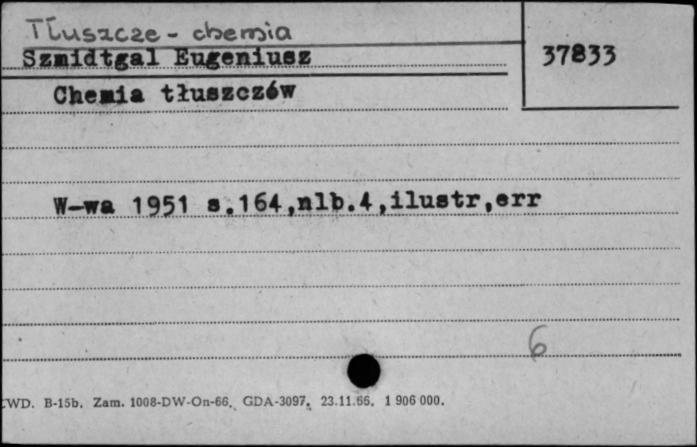 Tłuszcze - chemia
Szmidtgal Eugeniusz
37833
Chemia tłuszczów
W-wa 1951 s.164,nlb.4,ilustr,err
6
WD. B-15b. Zam. 1008-DW-On-66. GDA-3097. 23.11.66. 1 906 000.